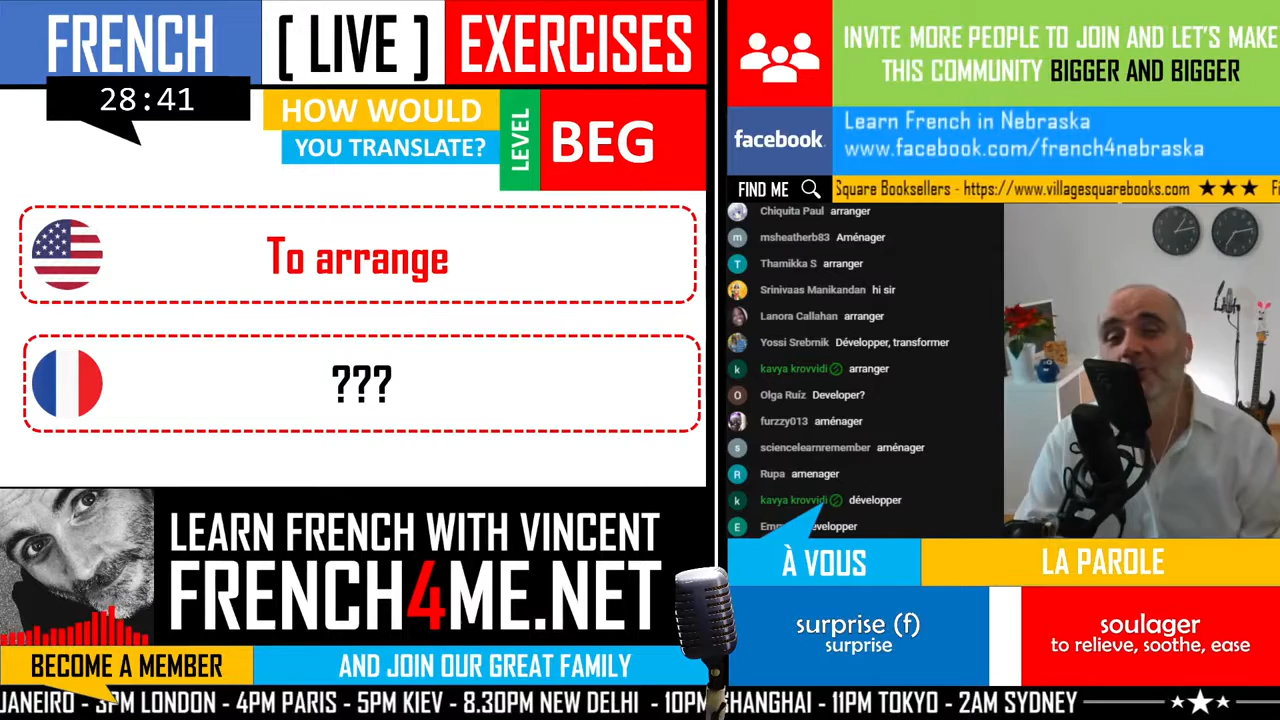 FRENCH
[ LIVE ]
EXERCISES
28:41
HOW WOULD
YOU TRANSLATE?
LEVEL
BEG
To arrange
???
LEARN FRENCH WITH VINCENT
FRENCH4ME.NET
BECOME A MEMBER
AND JOIN OUR GREAT FAMILY
INVITE MORE PEOPLE TO JOIN AND LET'S MAKE
THIS COMMUNITY BIGGER AND BIGGER
facebook
Learn French in Nebraska
www.facebook.com/french4nebraska
FIND ME
Square Booksellers - https://www.villagesquarebooks.com ★★★
Chiquita Paul arranger
m msheatherb83 Aménager
T Thamikka S arranger
Srinivaas Manikandan hi sir
Lanora Callahan arranger
Yossi Srebrnik Développer, transformer
k kavya krovvidi arranger
O Olga Ruíz Developer?
furzzy013 aménager
s sciencelearnremember aménager
R Rupa amenager
k kavya krovvidi développer
E
À VOUS
LA PAROLE
surprise (f)
surprise
soulager
to relieve, soothe, ease
JANEIRO - 3PM LONDON - 4PM PARIS - 5PM KIEV - 8.30PM NEW DELHI - 10PM SHANGHAI - 11PM TOKYO - 2AM SYDNEY